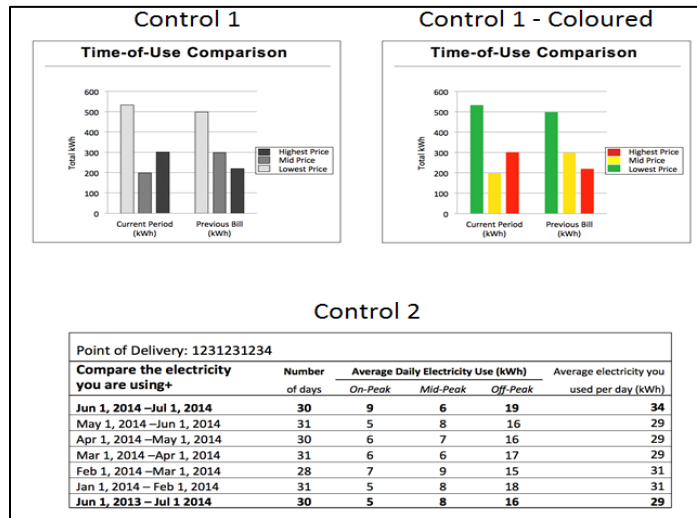 Control 1
Time-of-Use Comparison
600
500
400
300
200
100
0
Total kWh
Current Period
(kWh)
Previous Bill
(kWh)
Highest Price
Mid Price
Lowest Price
Control 1 - Coloured
Time-of-Use Comparison
600
500
400
300
200
100
0
Total kWh
Current Period
(kWh)
Previous Bill
(kWh)
Highest Price
Mid Price
Lowest Price
Control 2
Point of Delivery: 1231231234
Compare the electricity Number Average Daily Electricity Use (kWh) Average electricity you
you are using+ of days On-Peak Mid-Peak Off-Peak used per day (kWh)
Jun 1, 2014 –Jul 1, 2014 30 9 6 19 34
May 1, 2014 –Jun 1, 2014 31 5 8 16 29
Apr 1, 2014 –May 1, 2014 30 6 7 16 29
Mar 1, 2014 –Apr 1, 2014 31 6 6 17 29
Feb 1, 2014 –Mar 1, 2014 28 7 9 15 31
Jan 1, 2014 – Feb 1, 2014 31 5 8 18 31
Jun 1, 2013 – Jul 1 2014 30 5 8 16 29